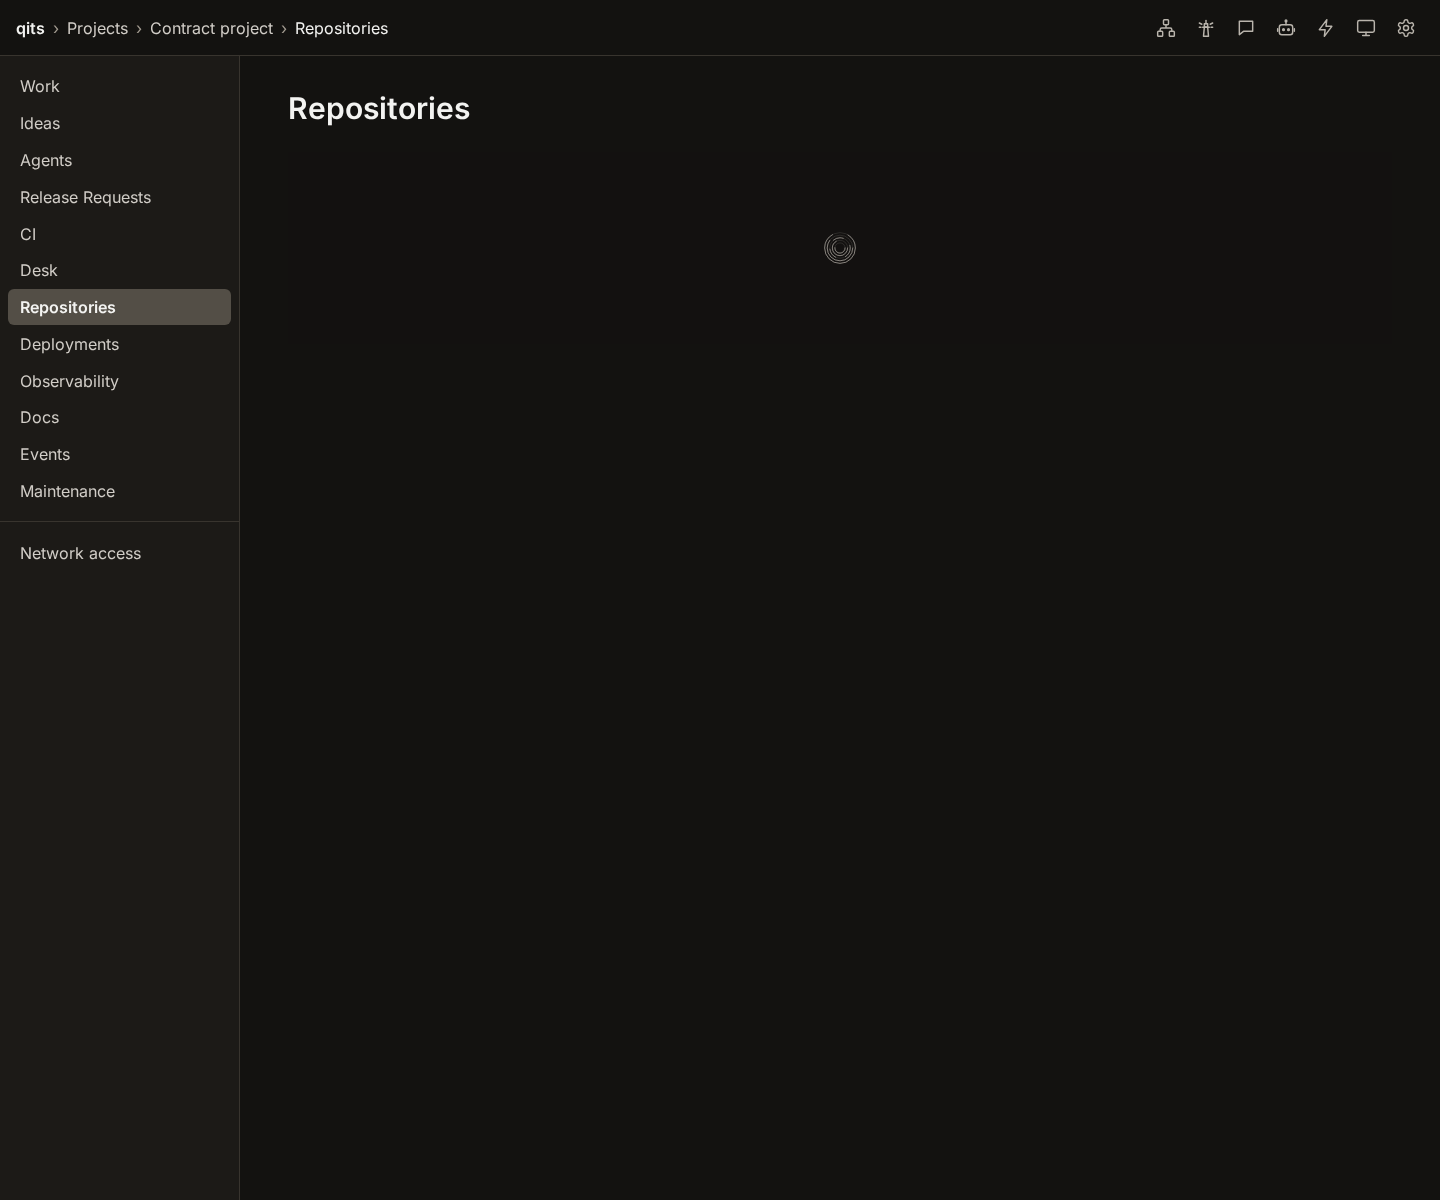 qits › Projects › Contract project › Repositories
Work
Ideas
Agents
Release Requests
CI
Desk
Repositories
Deployments
Observability
Docs
Events
Maintenance
Network access
Repositories